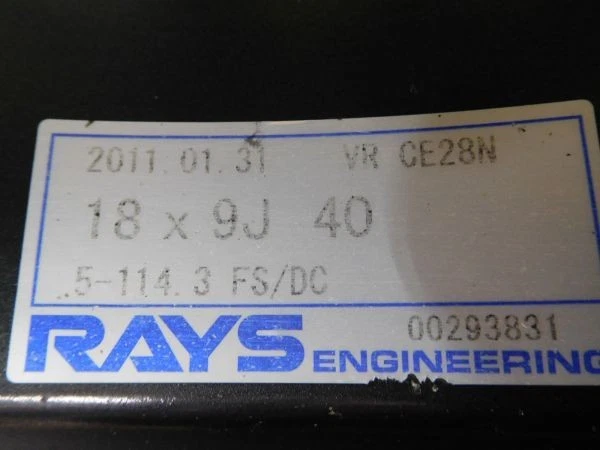 2011.01.31 VR CE28N
18 x 9J 40
5-114.3 FS/DC
RAYS ENGINEERING 00293831